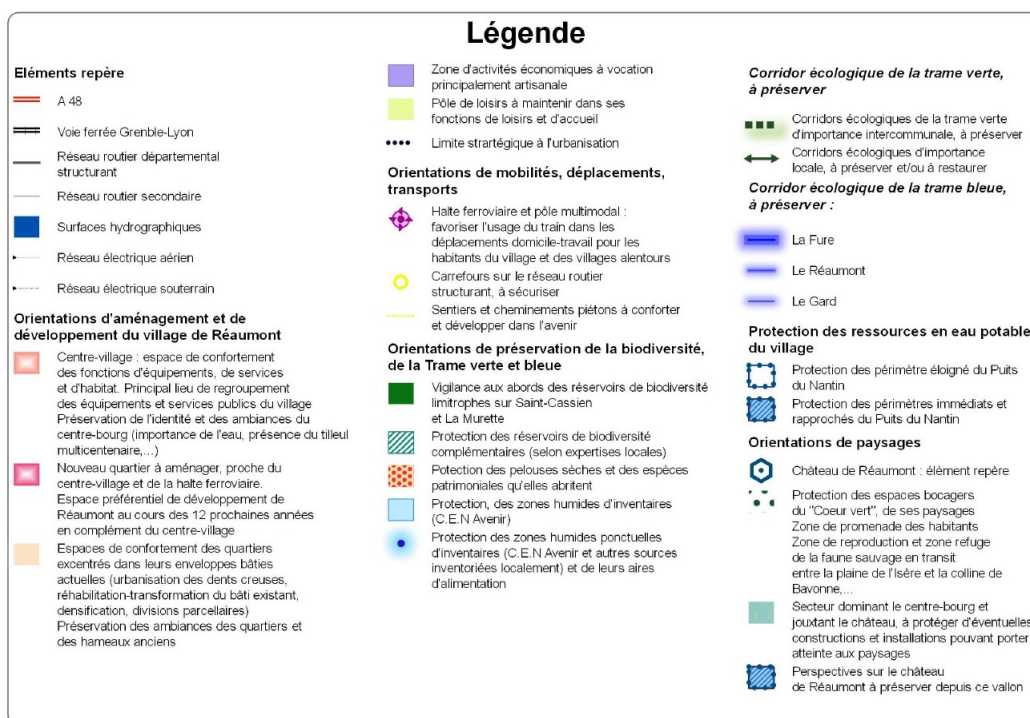 Légende
Eléments repère
A 48
Voie ferrée Grenble-Lyon
Réseau routier départemental
structurant
Réseau routier secondaire
Surfaces hydrographiques
Réseau électrique aérien
Réseau électrique souterrain
Orientations d'aménagement et de
développement du village de Réaumont
Centre-village : espace de confortement
des fonctions d'équipements, de services
et d'habitat. Principal lieu de regroupement
des équipements et services publics du village
Préservation de l'identité et des ambiances du
centre-bourg (importance de l'eau, présence du tilleul
multicentenaire,...)
Nouveau quartier à aménager, proche du
centre-village et de la halte ferroviaire.
Espace préférentiel de développement de
Réaumont au cours des 12 prochaines années
en complément du centre-village
Espaces de confortement des quartiers
excentrés dans leurs enveloppes bâties
actuelles (urbanisation des dents creuses,
réhabilitation-transformation du bâti existant,
densification, divisions parcellaires)
Préservation des ambiances des quartiers et
des hameaux anciens
Zone d'activités économiques à vocation
principalement artisanale
Pôle de loisirs à maintenir dans ses
fonctions de loisirs et d'accueil
Limite strartégique à l'urbanisation
Orientations de mobilités, déplacements,
transports
Halte ferroviaire et pôle multimodal :
favoriser l'usage du train dans les
déplacements domicile-travail pour les
habitants du village et des villages alentours
Carrefours sur le réseau routier
structurant, à sécuriser
Sentiers et cheminements piétons à conforter
et développer dans l'avenir
Orientations de préservation de la biodiversité,
de la Trame verte et bleue
Vigilance aux abords des réservoirs de biodiversité
limitrophes sur Saint-Cassien
et La Murette
Protection des réservoirs de biodiversité
complémentaires (selon expertises locales)
Potection des pelouses sèches et des espèces
patrimoniales qu'elles abritent
Protection, des zones humides d'inventaires
(C.E.N Avenir)
Protection des zones humides ponctuelles
d'inventaires (C.E.N Avenir et autres sources
inventoriées localement) et de leurs aires
d'alimentation
Corridor écologique de la trame verte,
à préserver
Corridors écologiques de la trame verte
d'importance intercommunale, à préserver
Corridors écologiques d'importance
locale, à préserver et/ou à restaurer
Corridor écologique de la trame bleue,
à préserver :
La Fure
Le Réaumont
Le Gard
Protection des ressources en eau potable
du village
Protection des périmètre éloigné du Puits
du Nantin
Protection des périmètres immédiats et
rapprochés du Puits du Nantin
Orientations de paysages
Château de Réaumont : élément repère
Protection des espaces bocagers
du "Coeur vert", de ses paysages
Zone de promenade des habitants
Zone de reproduction et zone refuge
de la faune sauvage en transit
entre la plaine de l'Isère et la colline de
Bavonne,...
Secteur dominant le centre-bourg et
jouxtant le château, à protéger d'éventuelles
constructions et installations pouvant porter
atteinte aux paysages
Perspectives sur le château
de Réaumont à préserver depuis ce vallon